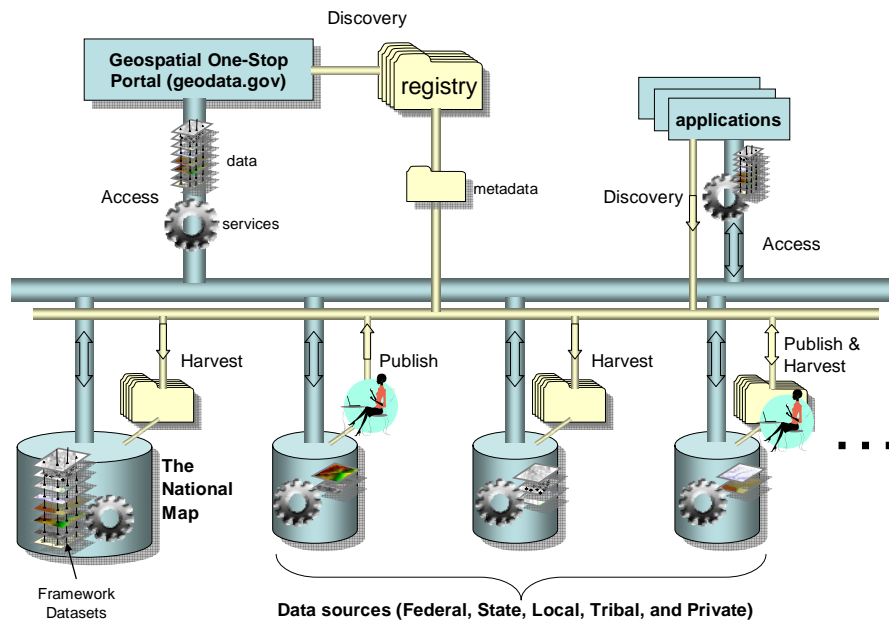 Discovery
Geospatial One-Stop
Portal (geodata.gov)
registry
applications
data
metadata
Access
services
Discovery
Access
Harvest
Publish
Harvest
Publish &
Harvest
The
National
Map
. . .
Framework
Datasets
Data sources (Federal, State, Local, Tribal, and Private)